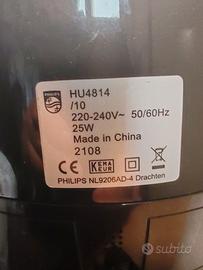 PHILIPS
HU4814
/10
220-240V~ 50/60Hz
25W
Made in China
2108
CE KEMA KEUR
PHILIPS NL9206AD-4 Drachten
subito